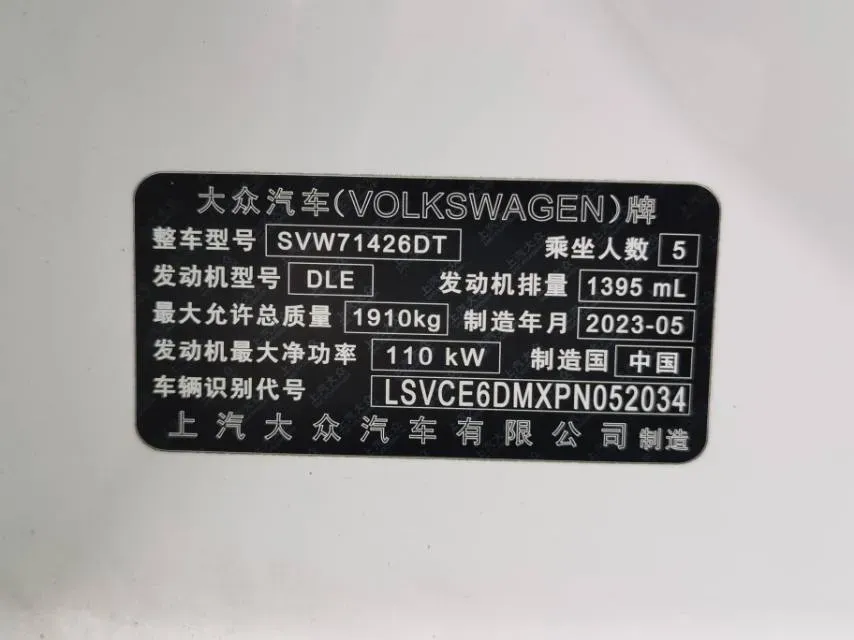 大众汽车(VOLKSWAGEN)牌
整车型号 SVW71426DT 乘坐人数 5
发动机型号 DLE 发动机排量 1395 mL
最大允许总质量 1910kg 制造年月 2023-05
发动机最大净功率 110 kW 制造国 中国
车辆识别代号 LSVCE6DMXPN052034
上汽大众汽车有限公司 制造